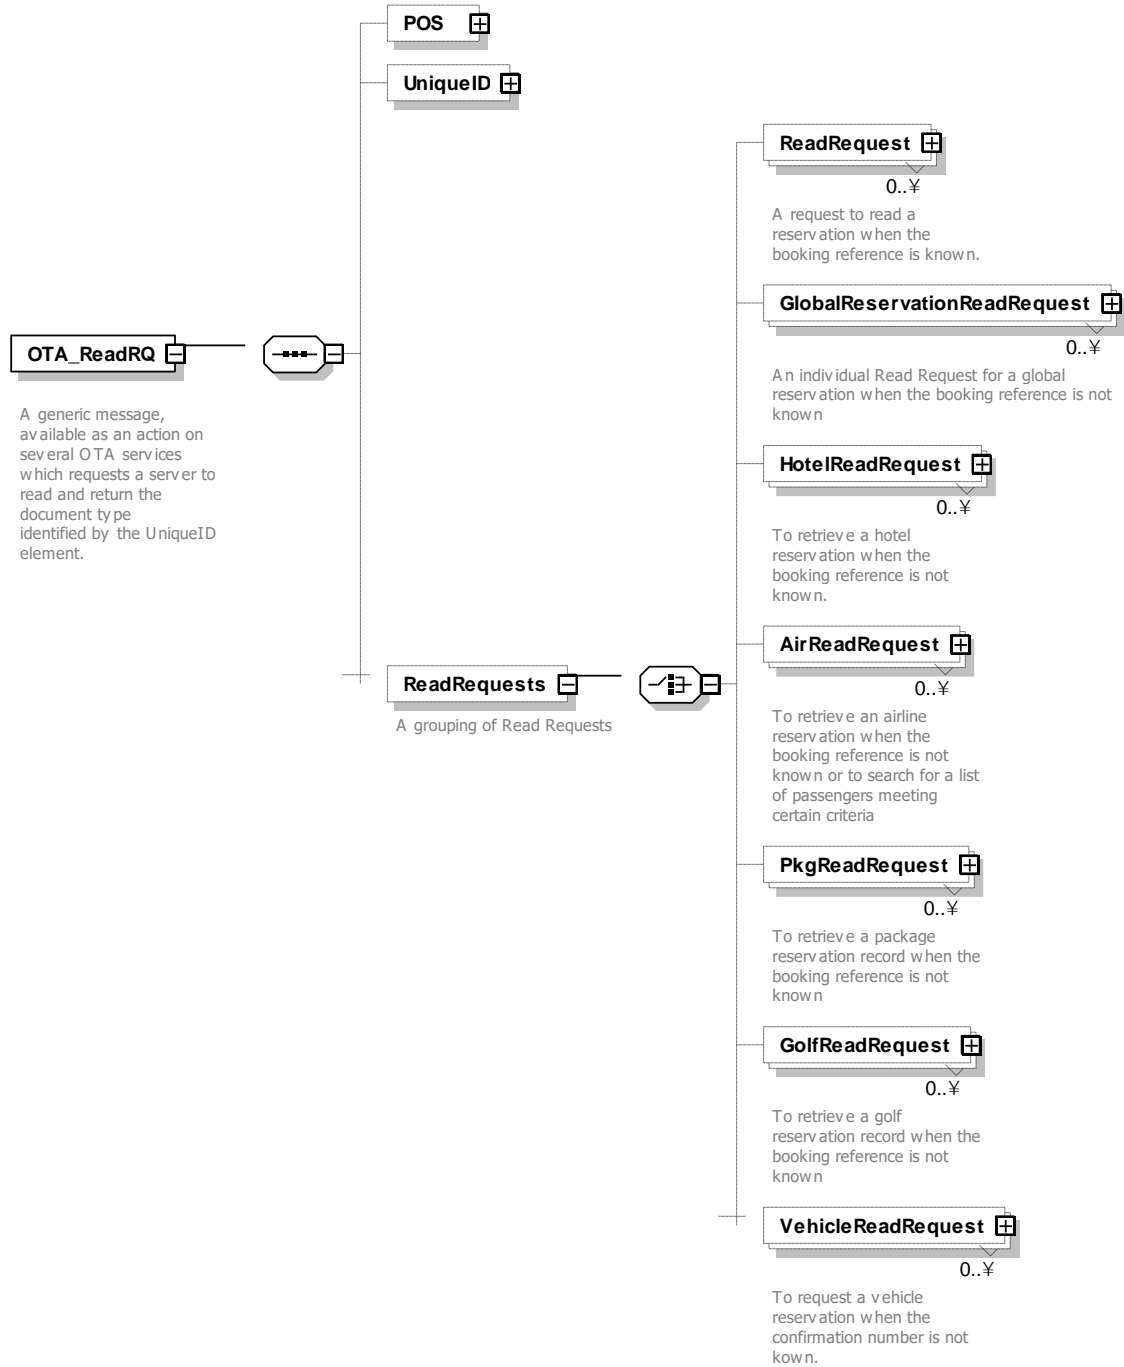 POS
UniqueID
ReadRequest
0..¥
A request to read a
reservation when the
booking reference is known.
GlobalReservationReadRequest
0..¥
An individual Read Request for a global
reservation when the booking reference is not
known
OTA_ReadRQ
A generic message,
available as an action on
several OTA services
which requests a server to
read and return the
document type
identified by the UniqueID
element.
HotelReadRequest
0..¥
To retrieve a hotel
reservation when the
booking reference is not
known.
ReadRequests
A grouping of Read Requests
AirReadRequest
0..¥
To retrieve an airline
reservation when the
booking reference is not
known or to search for a list
of passengers meeting
certain criteria
PkgReadRequest
0..¥
To retrieve a package
reservation record when the
booking reference is not
known
GolfReadRequest
0..¥
To retrieve a golf
reservation record when the
booking reference is not
known
VehicleReadRequest
0..¥
To request a vehicle
reservation when the
confirmation number is not
kown.